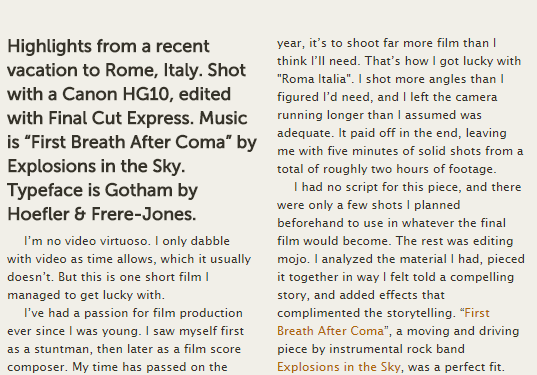 Highlights from a recent
vacation to Rome, Italy. Shot
with a Canon HG10, edited
with Final Cut Express. Music
is “First Breath After Coma” by
Explosions in the Sky.
Typeface is Gotham by
Hoefler & Frere-Jones.
I’m no video virtuoso. I only dabble
with video as time allows, which it usually
doesn’t. But this is one short film I
managed to get lucky with.
I’ve had a passion for film production
ever since I was young. I saw myself first
as a stuntman, then later as a film score
composer. My time has passed on the
year, it’s to shoot far more film than I
think I’ll need. That’s how I got lucky with
"Roma Italia". I shot more angles than I
figured I’d need, and I left the camera
running longer than I assumed was
adequate. It paid off in the end, leaving
me with five minutes of solid shots from a
total of roughly two hours of footage.
I had no script for this piece, and there
were only a few shots I planned
beforehand to use in whatever the final
film would become. The rest was editing
mojo. I analyzed the material I had, pieced
it together in way I felt told a compelling
story, and added effects that
complimented the storytelling. “First
Breath After Coma”, a moving and driving
piece by instrumental rock band
Explosions in the Sky, was a perfect fit.